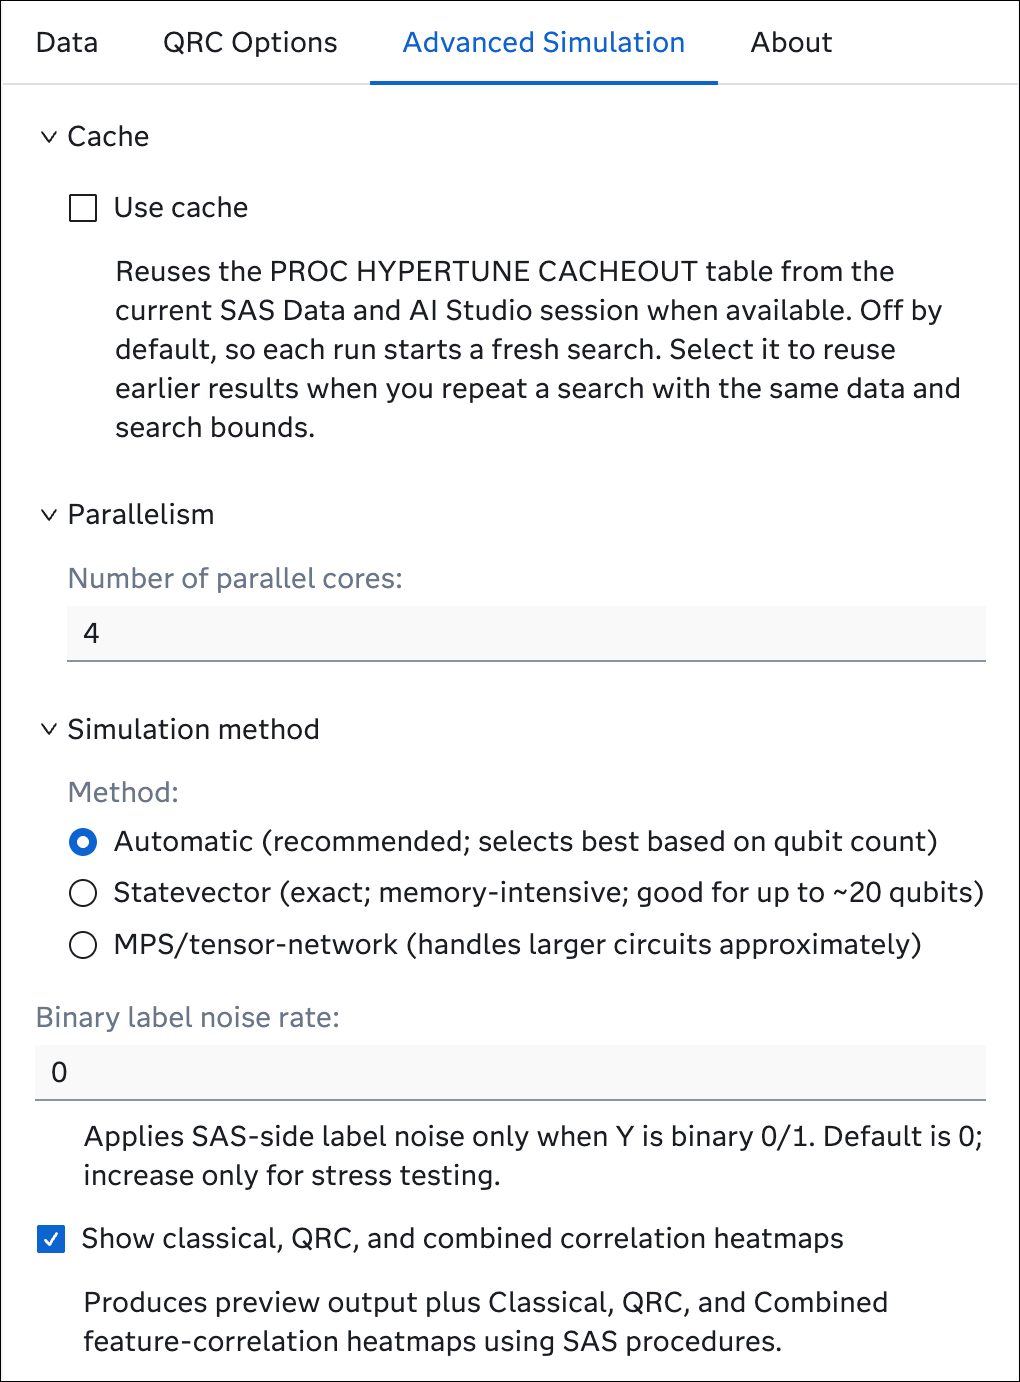 Data QRC Options Advanced Simulation About
Cache
Use cache
Reuses the PROC HYPERTUNE CACHEOUT table from the
current SAS Data and AI Studio session when available. Off by
default, so each run starts a fresh search. Select it to reuse
earlier results when you repeat a search with the same data and
search bounds.
Parallelism
Number of parallel cores:
4
Simulation method
Method:
Automatic (recommended; selects best based on qubit count)
Statevector (exact; memory-intensive; good for up to ~20 qubits)
MPS/tensor-network (handles larger circuits approximately)
Binary label noise rate:
0
Applies SAS-side label noise only when Y is binary 0/1. Default is 0;
increase only for stress testing.
Show classical, QRC, and combined correlation heatmaps
Produces preview output plus Classical, QRC, and Combined
feature-correlation heatmaps using SAS procedures.